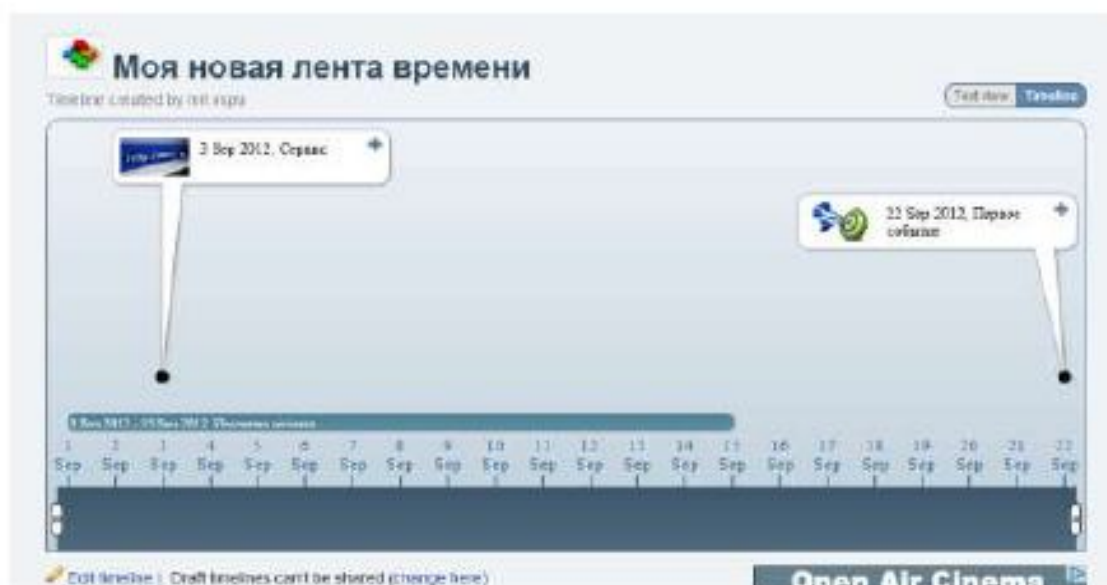 Моя новая лента времени
Timeline created by
Text view Timeline
3 Sep 2012, Сервис
22 Sep 2012, Первое
событие
1 2 3 4 5 6 7 8 9 10 11 12 13 14 15 16 17 18 19 20 21 22
Sep Sep Sep Sep Sep Sep Sep Sep Sep Sep Sep Sep Sep Sep Sep Sep Sep Sep Sep Sep Sep Sep
Edit timeline | Draft timelines can't be shared (change here)
Open Air Cinema